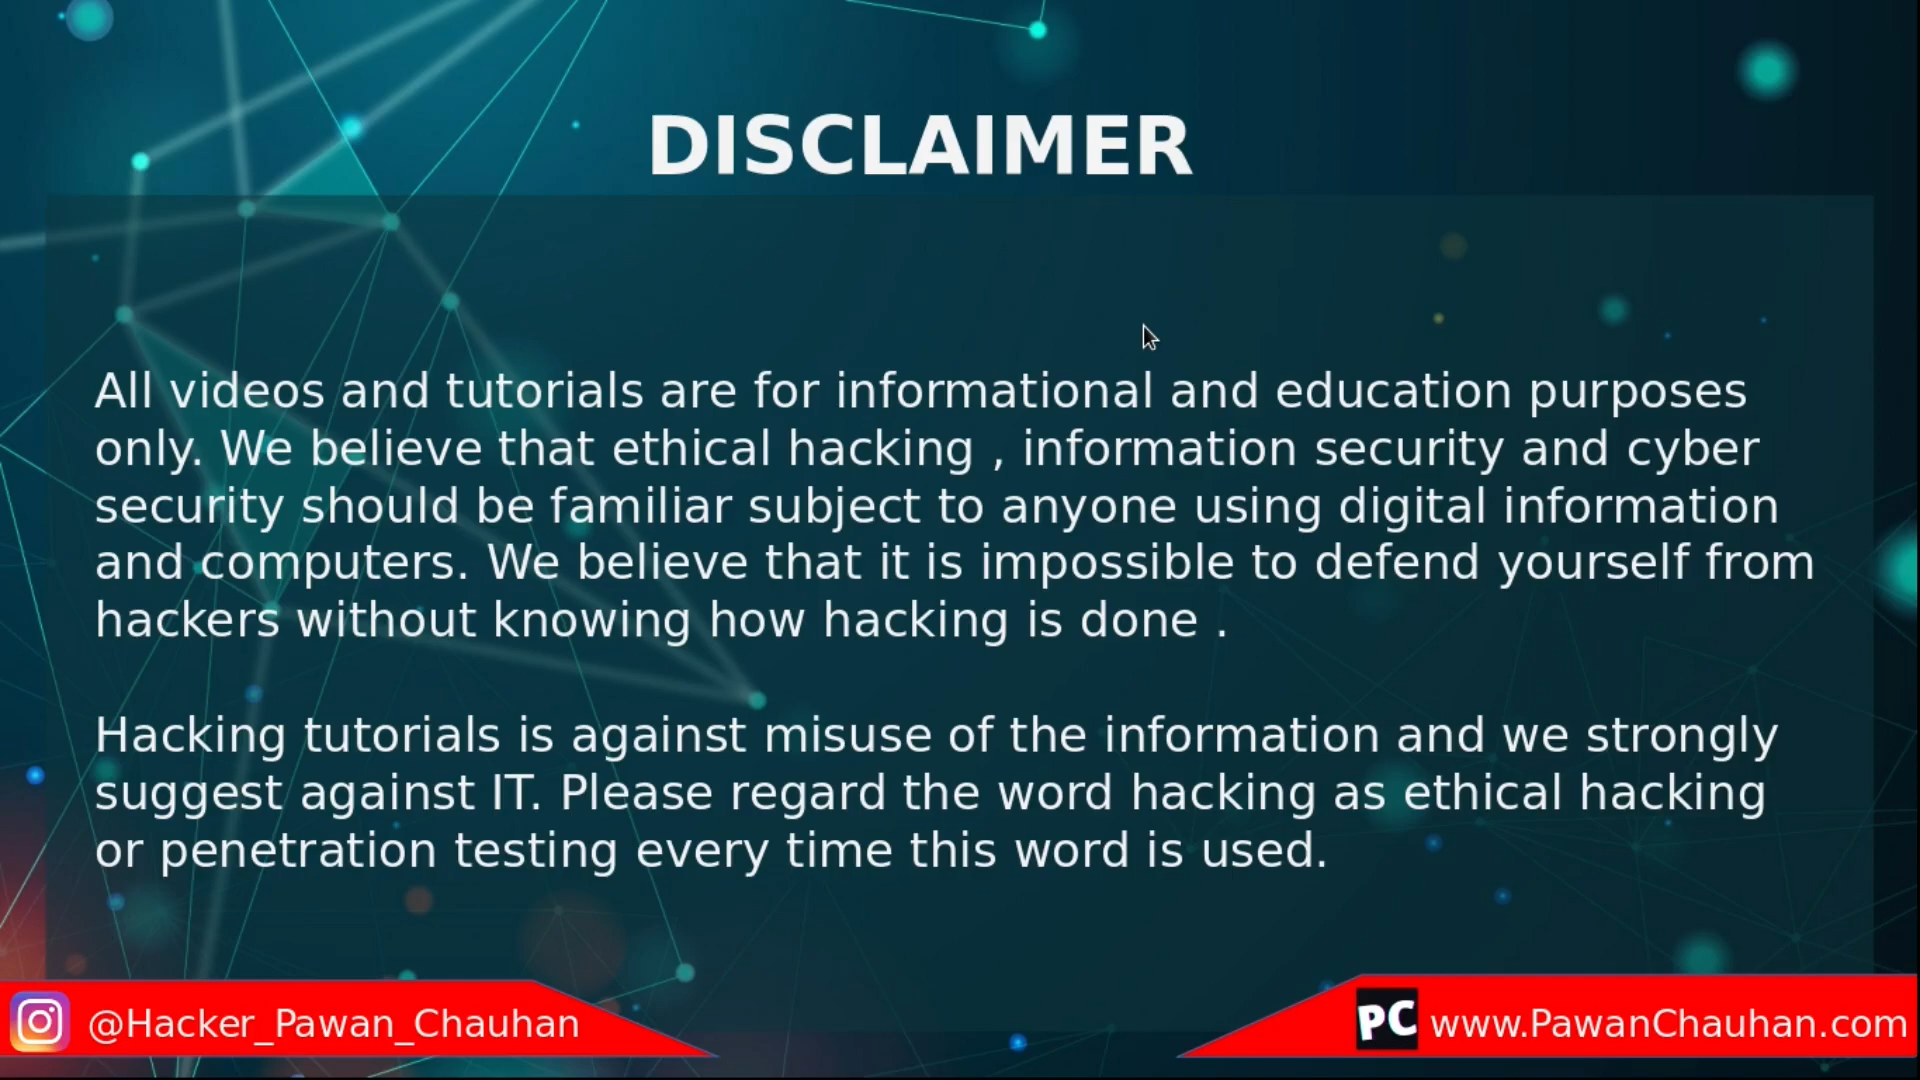 DISCLAIMER
All videos and tutorials are for informational and education purposes
only. We believe that ethical hacking , information security and cyber
security should be familiar subject to anyone using digital information
and computers. We believe that it is impossible to defend yourself from
hackers without knowing how hacking is done .
Hacking tutorials is against misuse of the information and we strongly
suggest against IT. Please regard the word hacking as ethical hacking
or penetration testing every time this word is used.
@Hacker_Pawan_Chauhan
PC www.PawanChauhan.com